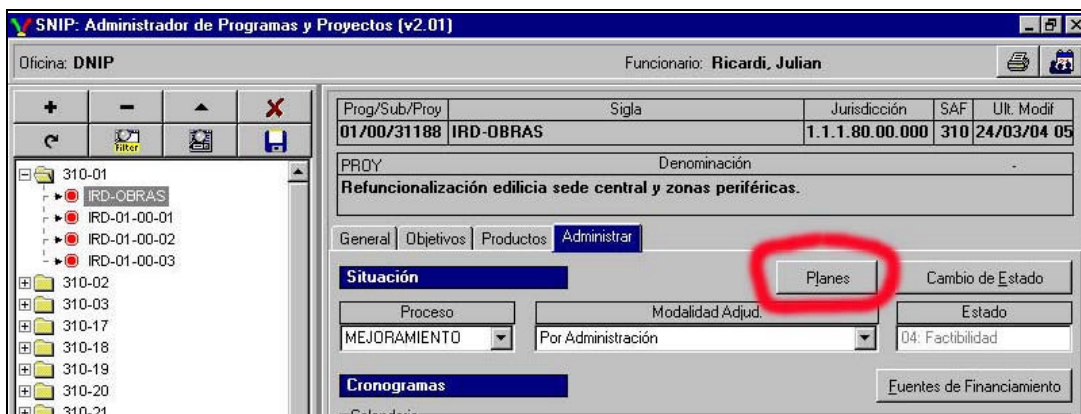 SNIP: Administrador de Programas y Proyectos (v2.01)
Oficina: DNIP Funcionario: Ricardi, Julian
Filter
310-01
IRD-OBRAS
IRD-01-00-01
IRD-01-00-02
IRD-01-00-03
310-02
310-03
310-17
310-18
310-19
310-20
310-21
Prog/Sub/Proy Sigla Jurisdicción SAF Ult. Modif
01/00/31188 IRD-OBRAS 1.1.1.80.00.000 310 24/03/04 05
PROY Denominación -
Refuncionalización edilicia sede central y zonas periféricas.
General Objetivos Productos Administrar
Situación Planes Cambio de Estado
Proceso Modalidad Adjud. Estado
MEJORAMIENTO Por Administración 04: Factibilidad
Cronogramas Fuentes de Financiamiento
Calendario